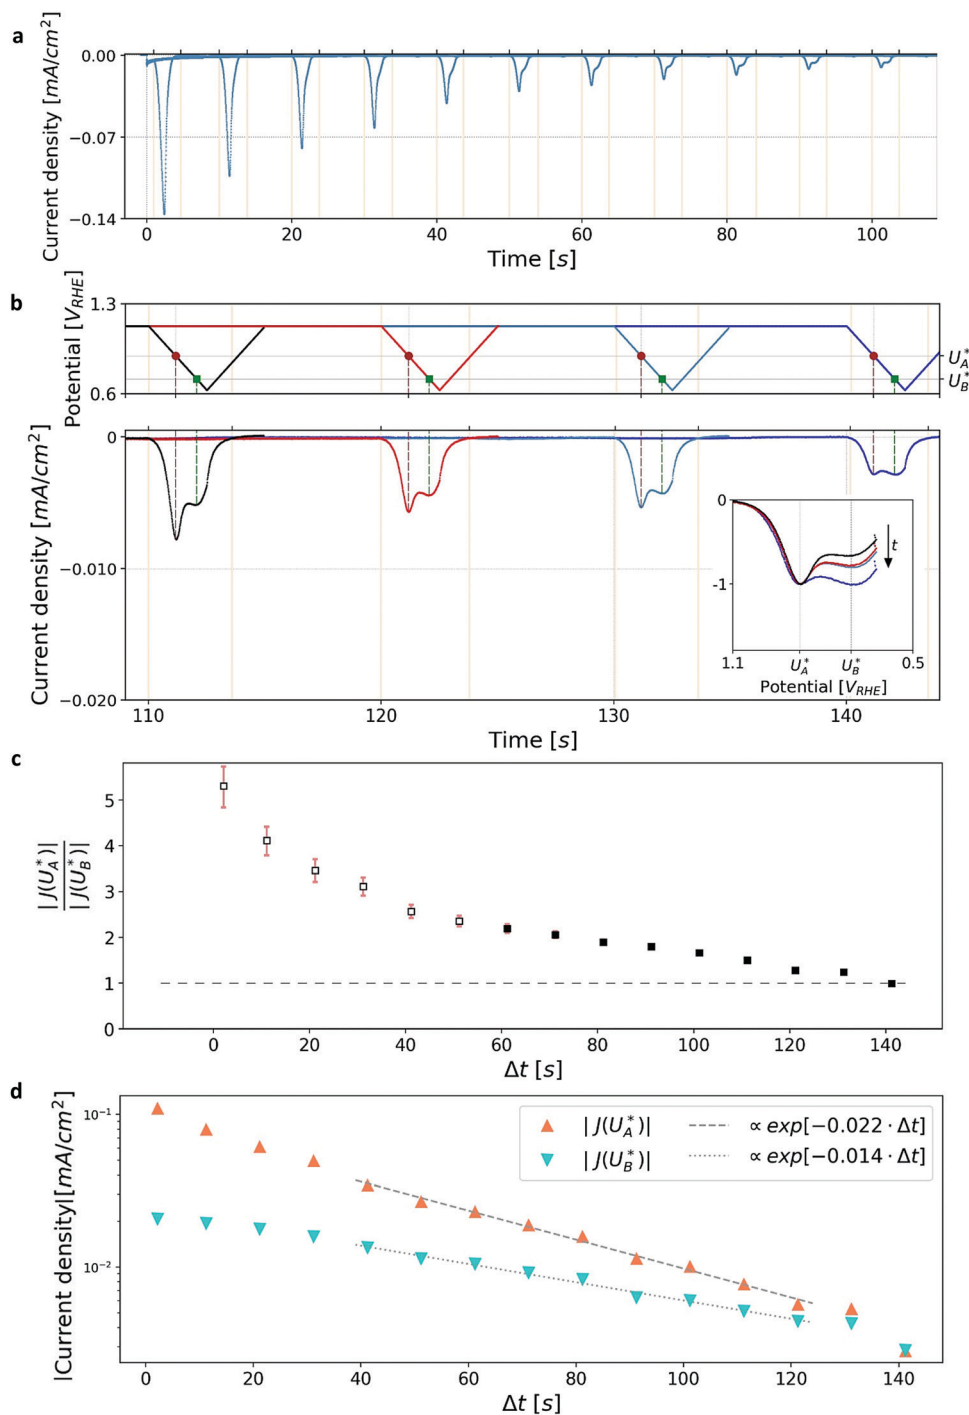 a
Current density [mA/cm²]
0.00
−0.07
−0.14
0 20 40 60 80 100
Time [s]
b
Potential [V_RHE]
1.3
0.6
U*_A
U*_B
Current density [mA/cm²]
0
−0.010
−0.020
0
-1
t
1.1 U*_A U*_B 0.5
Potential [V_RHE]
110 120 130 140
Time [s]
c
| J(U*_A)|
| J(U*_B)|
5
4
3
2
1
0
0 20 40 60 80 100 120 140
Δt [s]
d
|Current density|[mA/cm²]
10⁻¹
10⁻²
| J(U*_A)| ∝ exp[−0.022 · Δt]
| J(U*_B)| ∝ exp[−0.014 · Δt]
0 20 40 60 80 100 120 140
Δt [s]